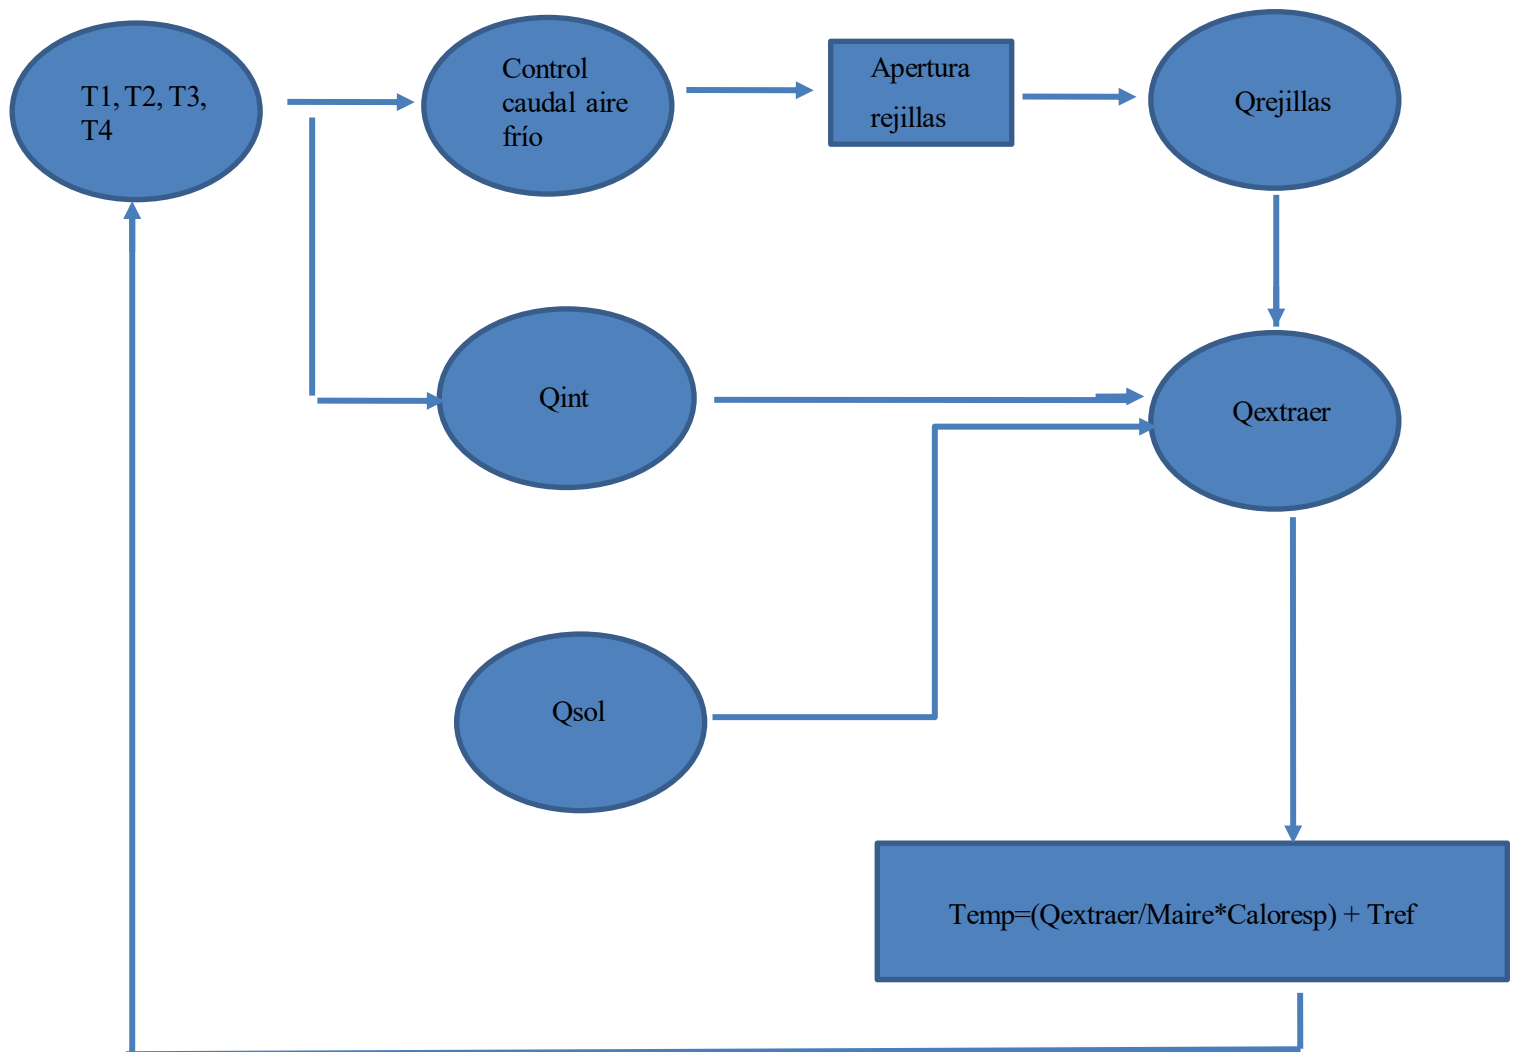 T1, T2, T3,
T4
Control
caudal aire
frío
Apertura
rejillas
Qrejillas
Qint
Qextraer
Qsol
Temp=(Qextraer/Maire*Caloresp) + Tref